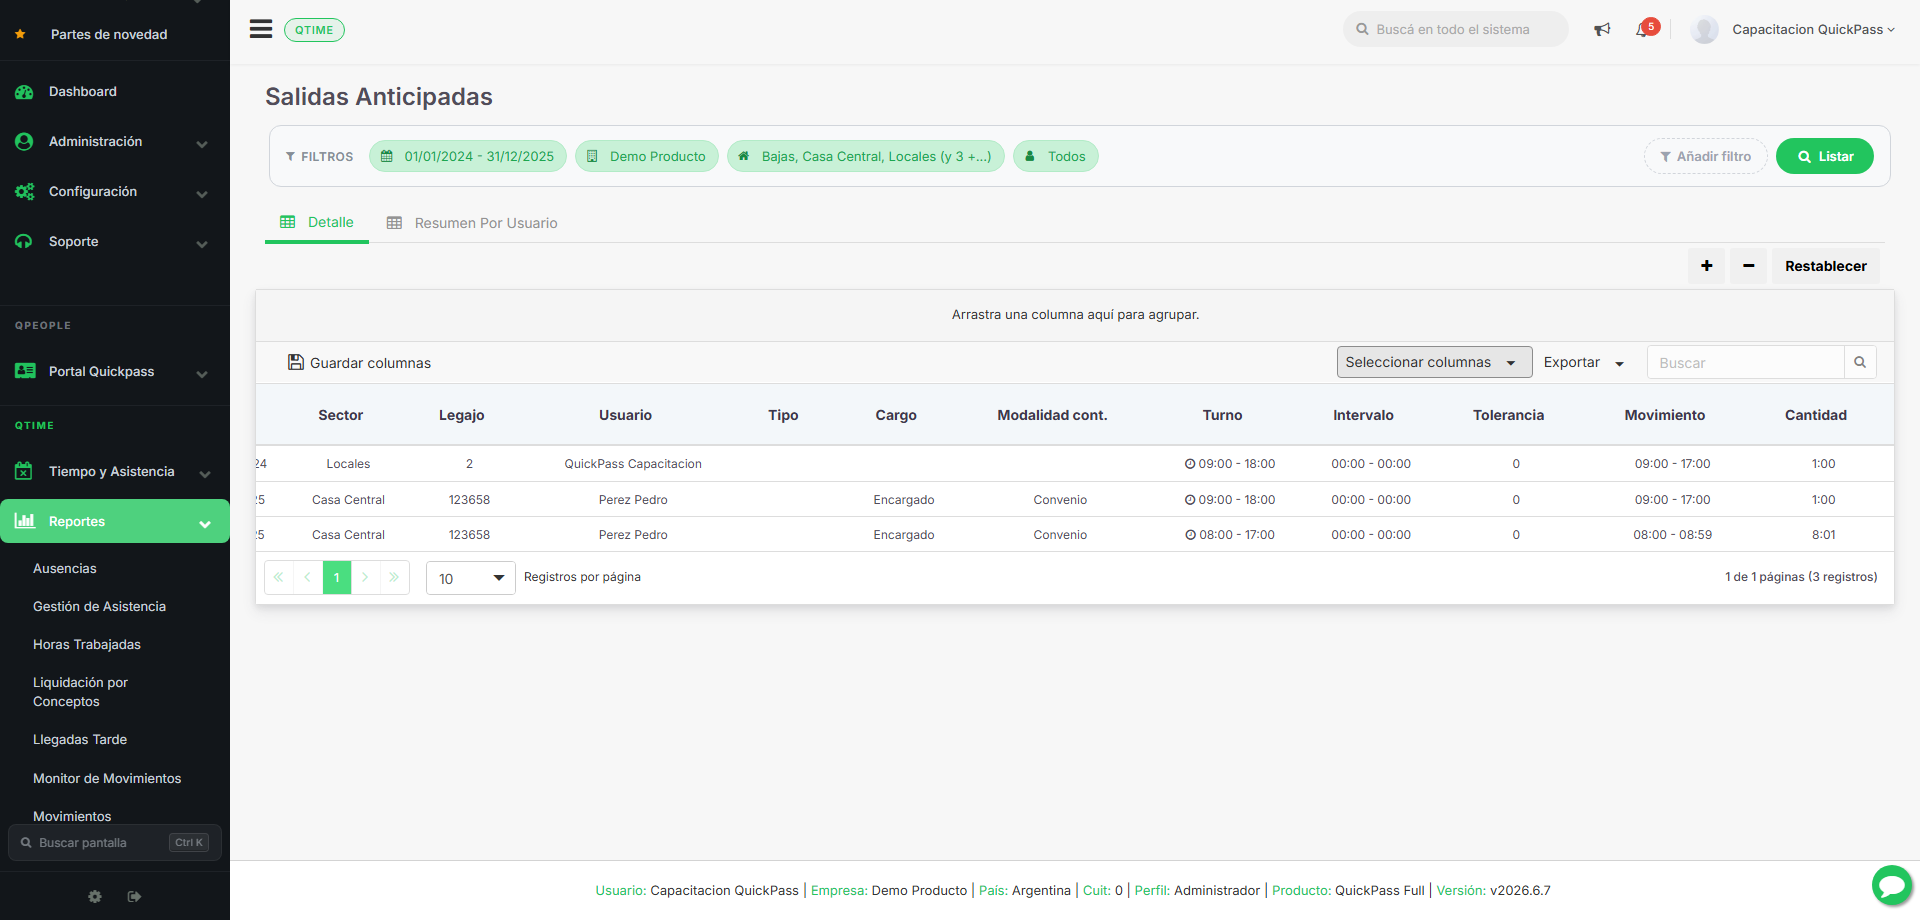 Partes de novedad
Dashboard
Administración
Configuración
Soporte
QPEOPLE
Portal Quickpass
QTIME
Tiempo y Asistencia
Reportes
Ausencias
Gestión de Asistencia
Horas Trabajadas
Liquidación por
Conceptos
Llegadas Tarde
Monitor de Movimientos
Movimientos
Buscar pantalla Ctrl K
QTIME
Buscá en todo el sistema
5
Capacitacion QuickPass
Salidas Anticipadas
FILTROS 01/01/2024 - 31/12/2025 Demo Producto Bajas, Casa Central, Locales (y 3 +...) Todos Añadir filtro Listar
Detalle Resumen Por Usuario
+ − Restablecer
Arrastra una columna aquí para agrupar.
Guardar columnas Seleccionar columnas Exportar Buscar
Sector Legajo Usuario Tipo Cargo Modalidad cont. Turno Intervalo Tolerancia Movimiento Cantidad
24 Locales 2 QuickPass Capacitacion 09:00 - 18:00 00:00 - 00:00 0 09:00 - 17:00 1:00
25 Casa Central 123658 Perez Pedro Encargado Convenio 09:00 - 18:00 00:00 - 00:00 0 09:00 - 17:00 1:00
25 Casa Central 123658 Perez Pedro Encargado Convenio 08:00 - 17:00 00:00 - 00:00 0 08:00 - 08:59 8:01
« ‹ 1 › » 10 Registros por página 1 de 1 páginas (3 registros)
Usuario: Capacitacion QuickPass | Empresa: Demo Producto | País: Argentina | Cuit: 0 | Perfil: Administrador | Producto: QuickPass Full | Versión: v2026.6.7